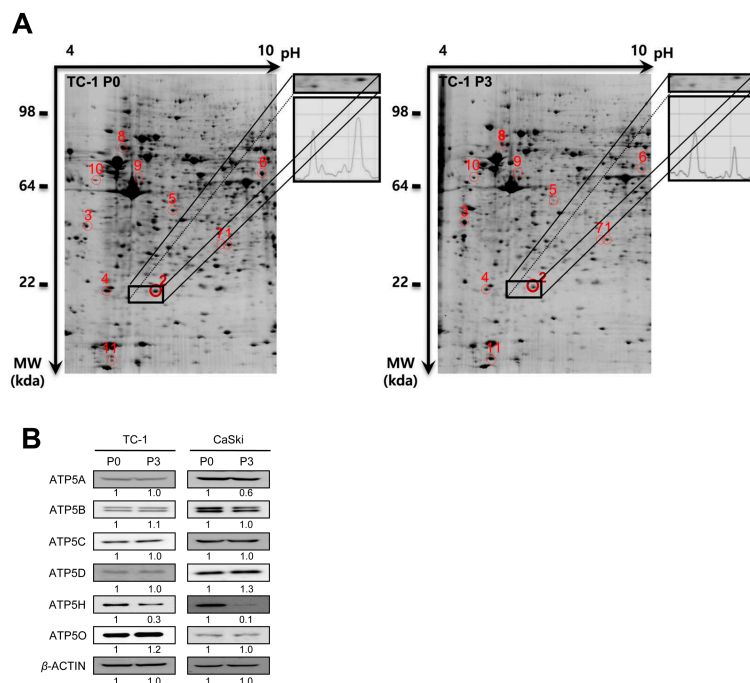 A
4 10 pH
TC-1 P0
98
64
22
MW
(kda)
8
10 9 6
3 5
71
4 2
11
4 10 pH
TC-1 P3
98
64
22
MW
(kda)
8
10 9 6
3 5
71
4 2
11
B
TC-1 CaSki
P0 P3 P0 P3
ATP5A
1 1.0 1 0.6
ATP5B
1 1.1 1 1.0
ATP5C
1 1.0 1 1.0
ATP5D
1 1.0 1 1.3
ATP5H
1 0.3 1 0.1
ATP5O
1 1.2 1 1.0
β-ACTIN
1 1.0 1 1.0